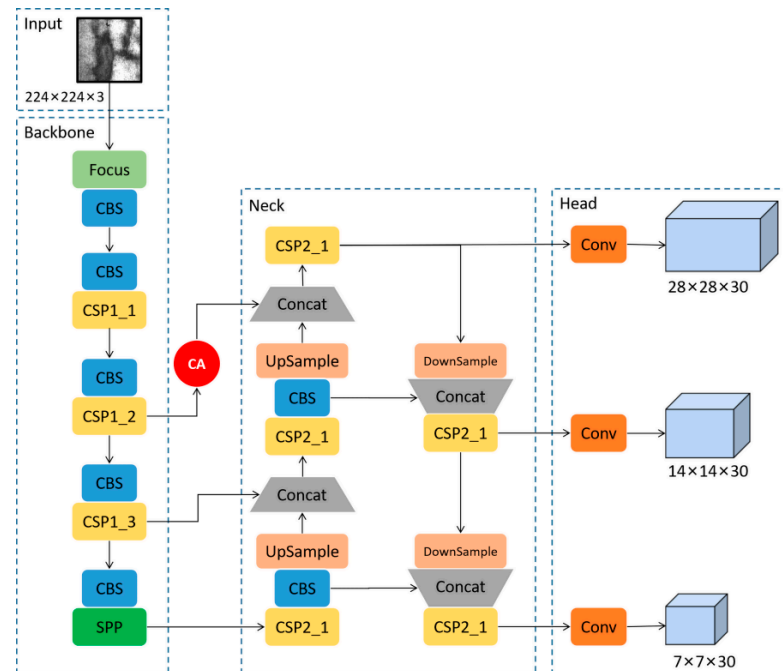 Input
224×224×3
Backbone
Focus
CBS
CBS
CSP1_1
CBS
CSP1_2
CBS
CSP1_3
CBS
SPP
CA
Neck
CSP2_1
Concat
UpSample
CBS
CSP2_1
Concat
UpSample
CBS
CSP2_1
DownSample
Concat
CSP2_1
DownSample
Concat
CSP2_1
Head
Conv
28×28×30
Conv
14×14×30
Conv
7×7×30